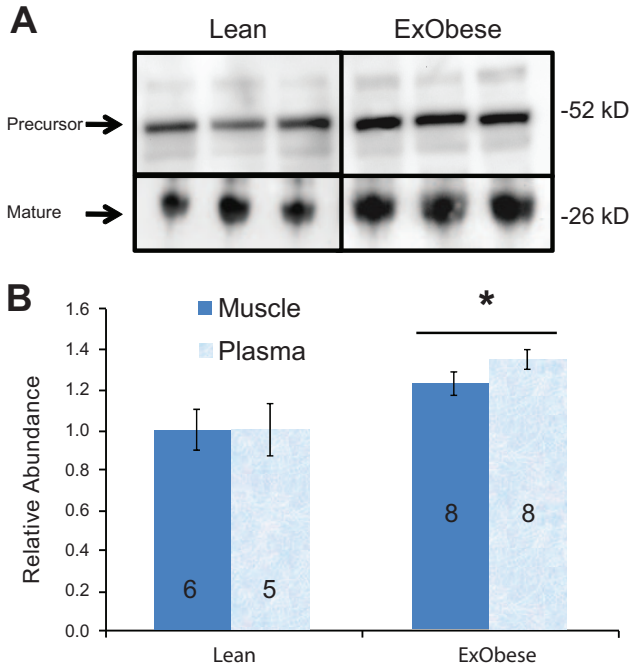 A
Lean ExObese
Precursor
-52 kD
Mature
-26 kD
B
1.6
1.4
1.2
1.0
0.8
0.6
0.4
0.2
0.0
Relative Abundance
Muscle
Plasma
*
6 5 8 8
Lean ExObese